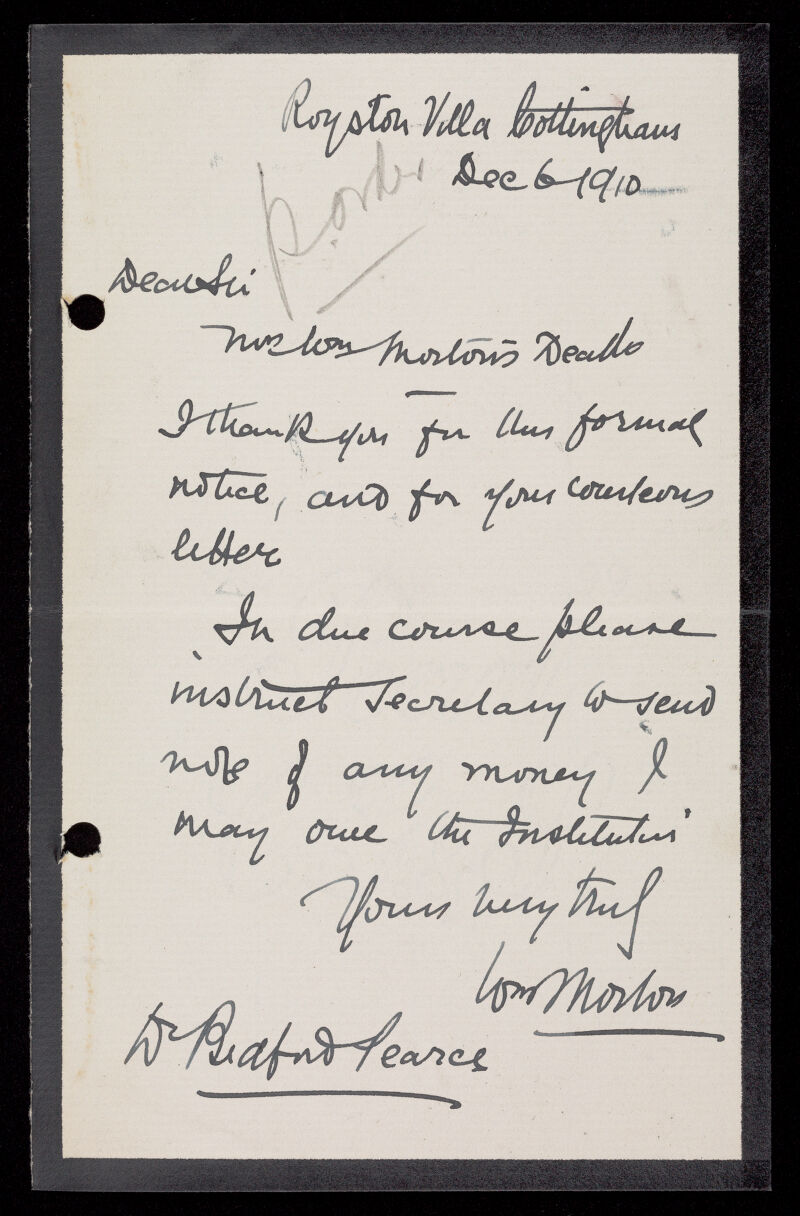 Royston Villa Cottingham
Dec 6 1910
P. order
Dear Sir
Mrs Wm Morton's Death
I thank you for this formal
notice, and for your courteous
letter
In due course please
instruct Secretary to send
note of any money I
may owe the Institution
Yours very truly
Wm Morton
Dr Bedford Pearce